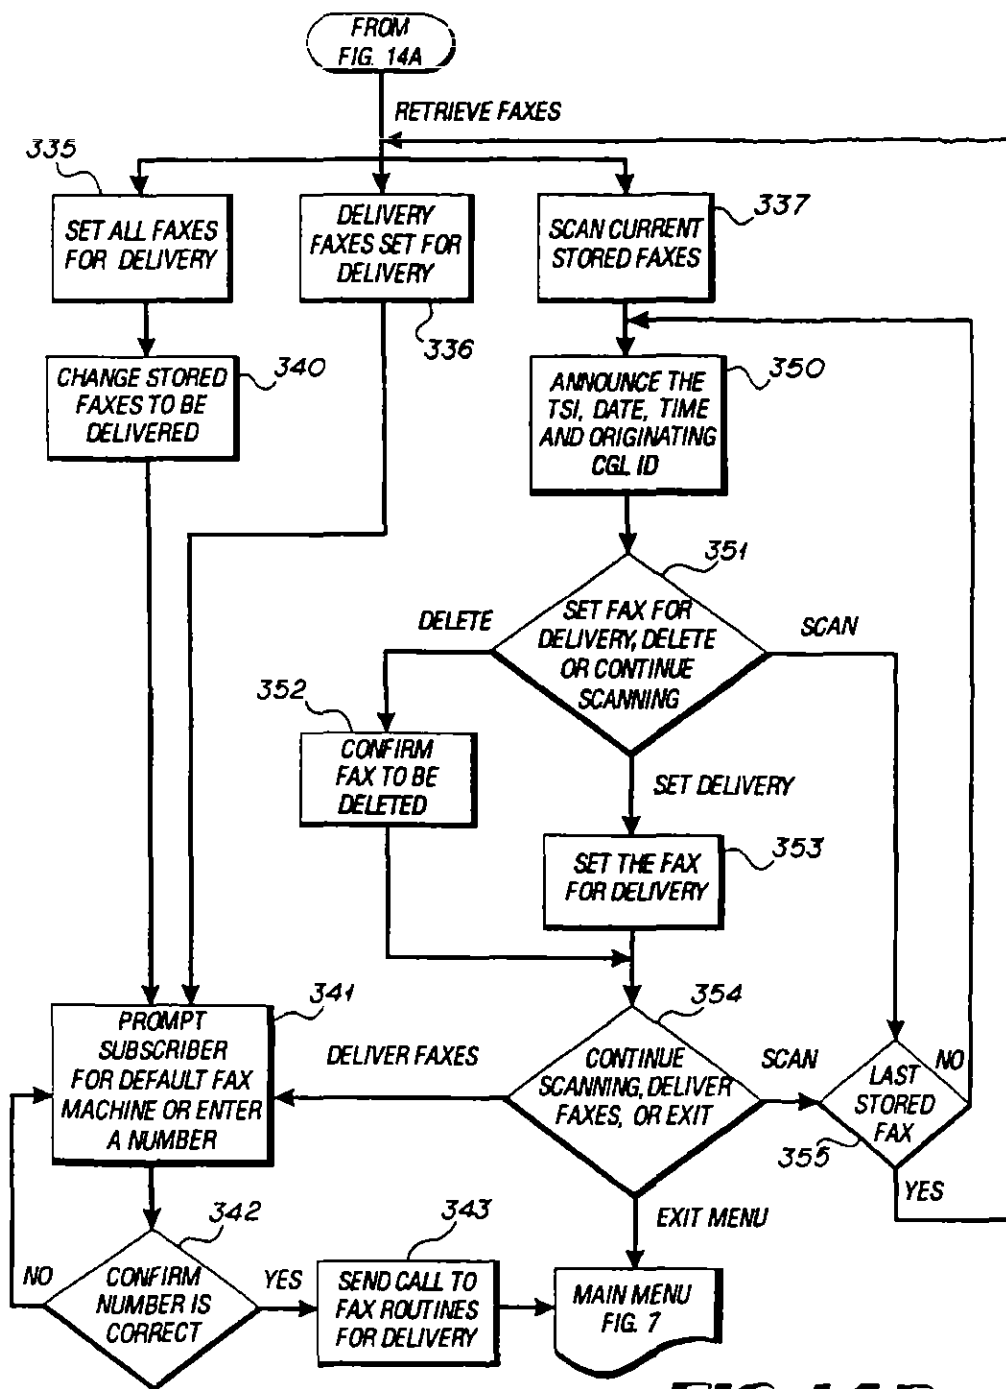 FROM
FIG. 14A
RETRIEVE FAXES
335
SET ALL FAXES
FOR DELIVERY
DELIVERY
FAXES SET FOR
DELIVERY
336
SCAN CURRENT
STORED FAXES
337
CHANGE STORED
FAXES TO BE
DELIVERED
340
ANNOUNCE THE
TSI, DATE, TIME
AND ORIGINATING
CGL ID
350
351
SET FAX FOR
DELIVERY, DELETE
OR CONTINUE
SCANNING
DELETE
SCAN
352
CONFIRM
FAX TO BE
DELETED
SET DELIVERY
353
SET THE FAX
FOR DELIVERY
341
PROMPT
SUBSCRIBER
FOR DEFAULT FAX
MACHINE OR ENTER
A NUMBER
DELIVER FAXES
354
CONTINUE
SCANNING, DELIVER
FAXES, OR EXIT
SCAN
LAST
STORED
FAX
355
NO
YES
EXIT MENU
342
CONFIRM
NUMBER IS
CORRECT
NO
YES
343
SEND CALL TO
FAX ROUTINES
FOR DELIVERY
MAIN MENU
FIG. 7